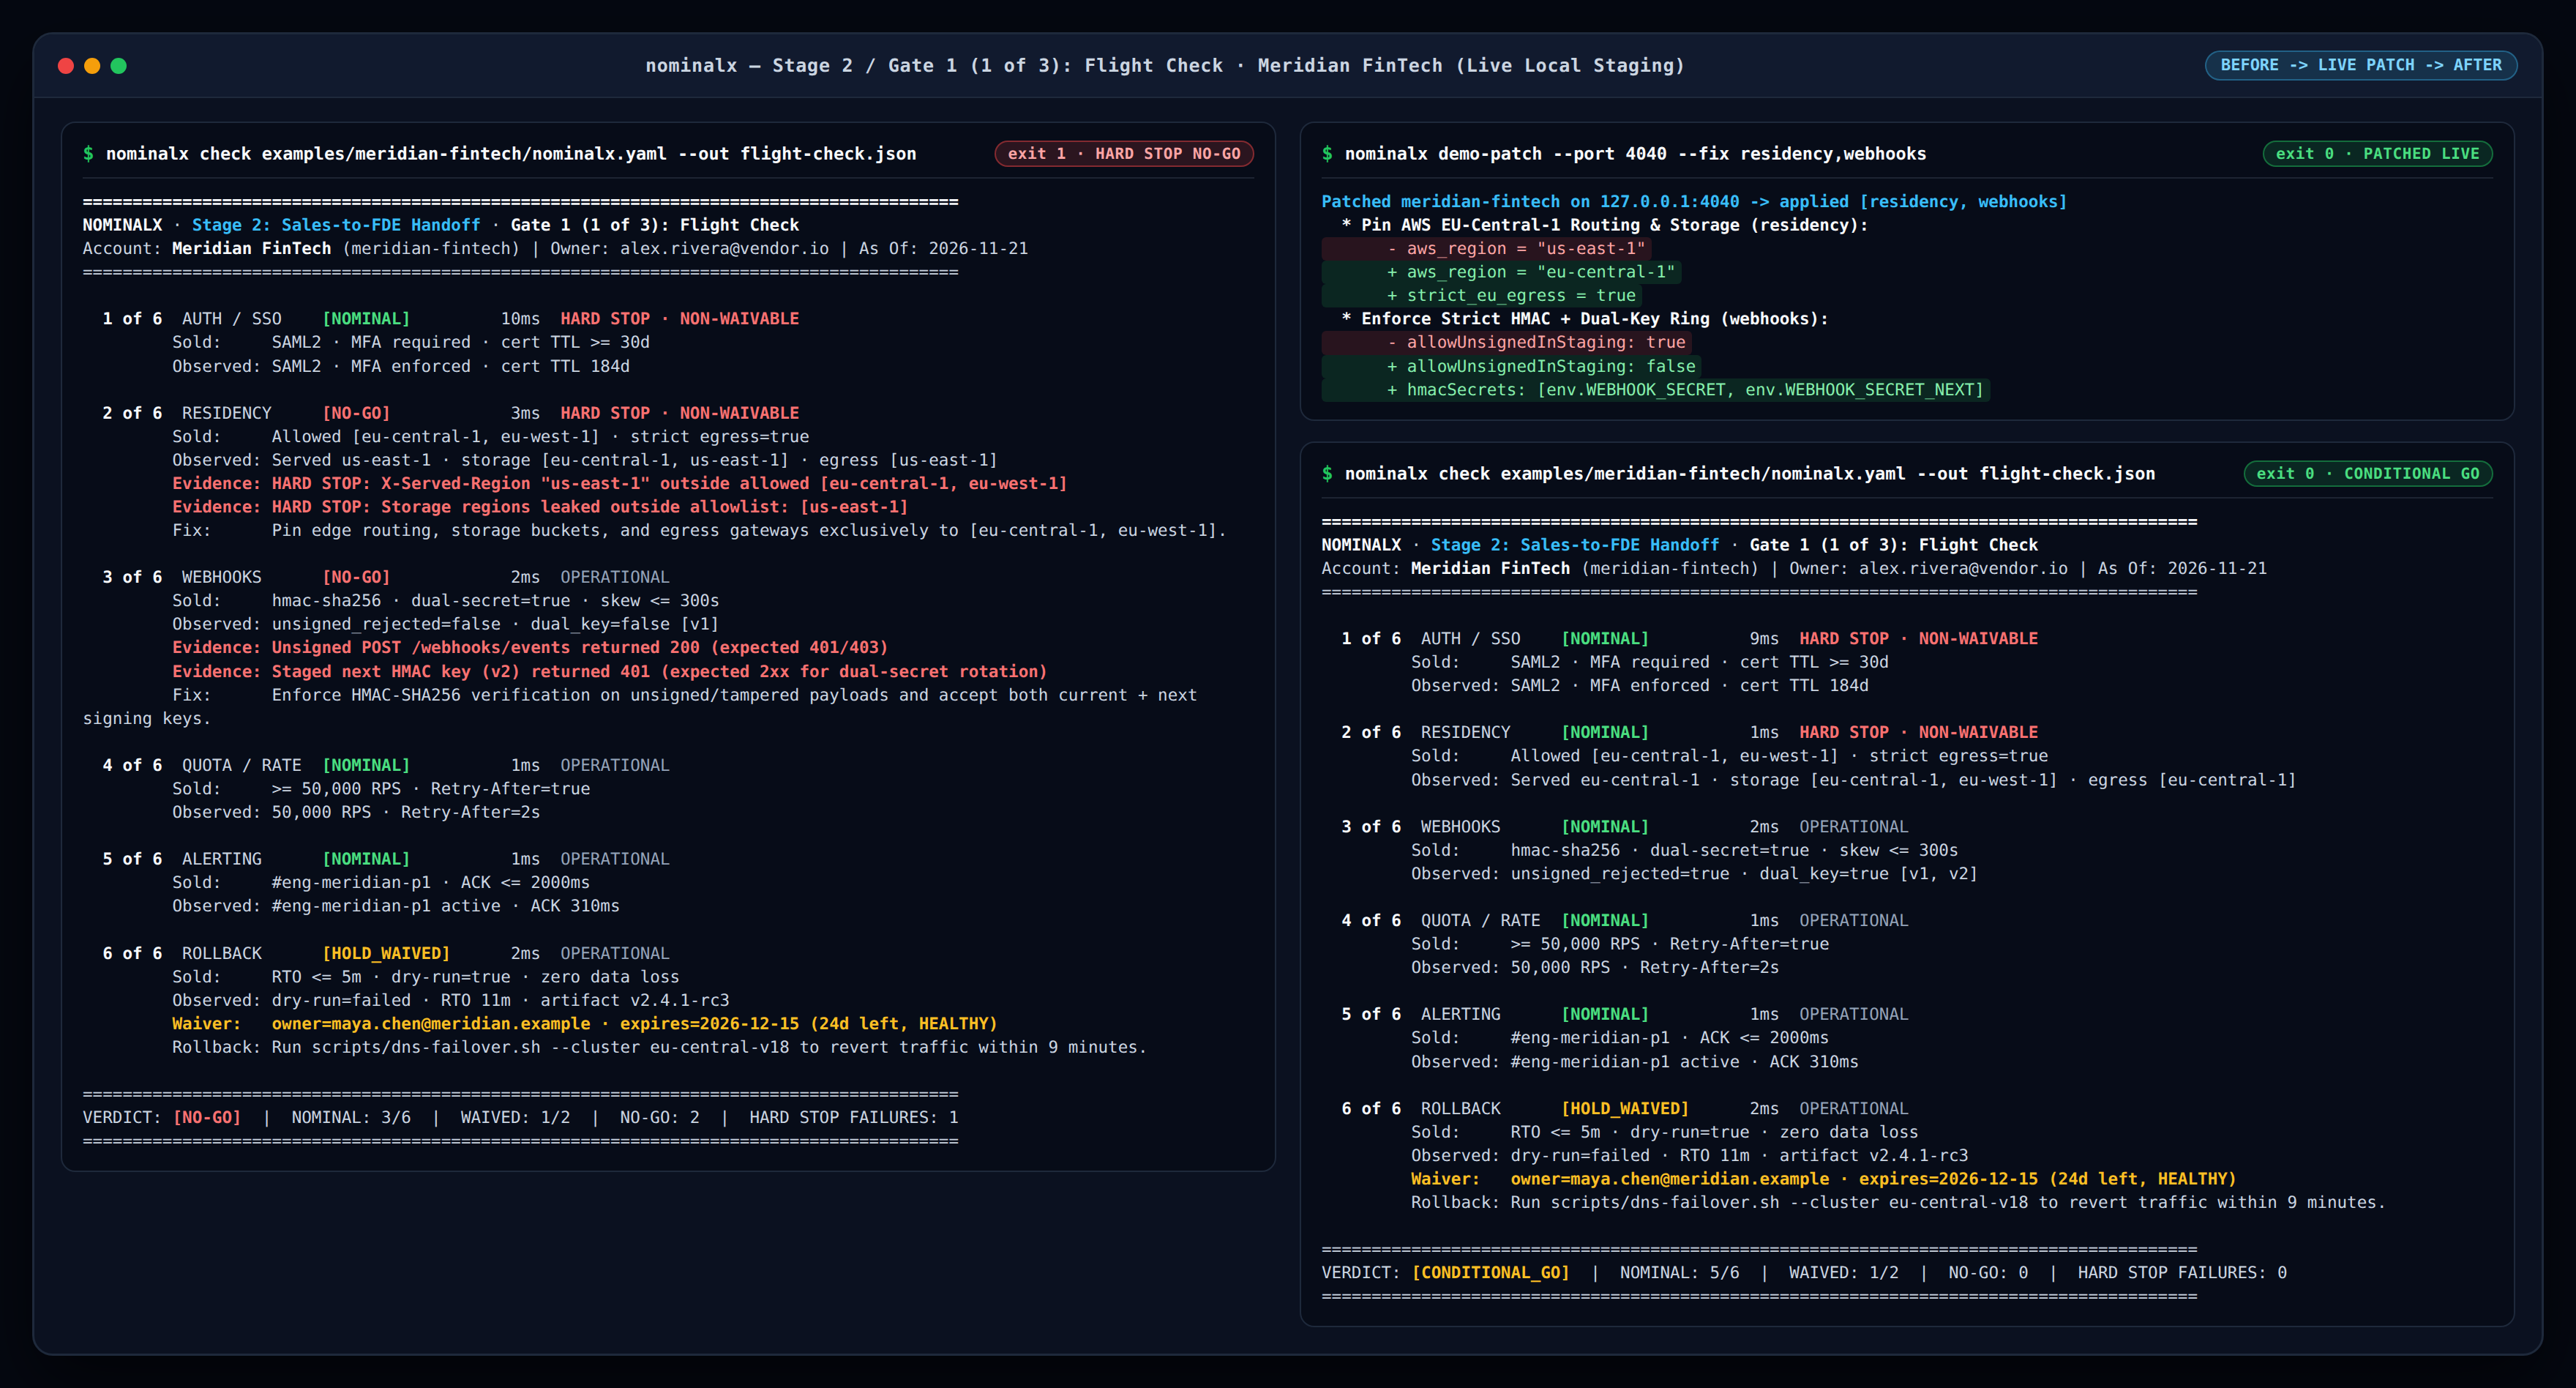 nominalx — Stage 2 / Gate 1 (1 of 3): Flight Check · Meridian FinTech (Live Local Staging)
BEFORE -> LIVE PATCH -> AFTER
$ nominalx check examples/meridian-fintech/nominalx.yaml --out flight-check.json
exit 1 · HARD STOP NO-GO
========================================================================================
NOMINALX · Stage 2: Sales-to-FDE Handoff · Gate 1 (1 of 3): Flight Check
Account: Meridian FinTech (meridian-fintech) | Owner: alex.rivera@vendor.io | As Of: 2026-11-21
========================================================================================
1 of 6  AUTH / SSO    [NOMINAL]         10ms  HARD STOP · NON-WAIVABLE
Sold:     SAML2 · MFA required · cert TTL >= 30d
Observed: SAML2 · MFA enforced · cert TTL 184d
2 of 6  RESIDENCY     [NO-GO]            3ms  HARD STOP · NON-WAIVABLE
Sold:     Allowed [eu-central-1, eu-west-1] · strict egress=true
Observed: Served us-east-1 · storage [eu-central-1, us-east-1] · egress [us-east-1]
Evidence: HARD STOP: X-Served-Region "us-east-1" outside allowed [eu-central-1, eu-west-1]
Evidence: HARD STOP: Storage regions leaked outside allowlist: [us-east-1]
Fix:      Pin edge routing, storage buckets, and egress gateways exclusively to [eu-central-1, eu-west-1].
3 of 6  WEBHOOKS      [NO-GO]            2ms  OPERATIONAL
Sold:     hmac-sha256 · dual-secret=true · skew <= 300s
Observed: unsigned_rejected=false · dual_key=false [v1]
Evidence: Unsigned POST /webhooks/events returned 200 (expected 401/403)
Evidence: Staged next HMAC key (v2) returned 401 (expected 2xx for dual-secret rotation)
Fix:      Enforce HMAC-SHA256 verification on unsigned/tampered payloads and accept both current + next
signing keys.
4 of 6  QUOTA / RATE  [NOMINAL]          1ms  OPERATIONAL
Sold:     >= 50,000 RPS · Retry-After=true
Observed: 50,000 RPS · Retry-After=2s
5 of 6  ALERTING      [NOMINAL]          1ms  OPERATIONAL
Sold:     #eng-meridian-p1 · ACK <= 2000ms
Observed: #eng-meridian-p1 active · ACK 310ms
6 of 6  ROLLBACK      [HOLD_WAIVED]      2ms  OPERATIONAL
Sold:     RTO <= 5m · dry-run=true · zero data loss
Observed: dry-run=failed · RTO 11m · artifact v2.4.1-rc3
Waiver:   owner=maya.chen@meridian.example · expires=2026-12-15 (24d left, HEALTHY)
Rollback: Run scripts/dns-failover.sh --cluster eu-central-v18 to revert traffic within 9 minutes.
========================================================================================
VERDICT: [NO-GO]  |  NOMINAL: 3/6  |  WAIVED: 1/2  |  NO-GO: 2  |  HARD STOP FAILURES: 1
========================================================================================
$ nominalx demo-patch --port 4040 --fix residency,webhooks
exit 0 · PATCHED LIVE
Patched meridian-fintech on 127.0.0.1:4040 -> applied [residency, webhooks]
* Pin AWS EU-Central-1 Routing & Storage (residency):
- aws_region = "us-east-1"
+ aws_region = "eu-central-1"
+ strict_eu_egress = true
* Enforce Strict HMAC + Dual-Key Ring (webhooks):
- allowUnsignedInStaging: true
+ allowUnsignedInStaging: false
+ hmacSecrets: [env.WEBHOOK_SECRET, env.WEBHOOK_SECRET_NEXT]
$ nominalx check examples/meridian-fintech/nominalx.yaml --out flight-check.json
exit 0 · CONDITIONAL GO
========================================================================================
NOMINALX · Stage 2: Sales-to-FDE Handoff · Gate 1 (1 of 3): Flight Check
Account: Meridian FinTech (meridian-fintech) | Owner: alex.rivera@vendor.io | As Of: 2026-11-21
========================================================================================
1 of 6  AUTH / SSO    [NOMINAL]          9ms  HARD STOP · NON-WAIVABLE
Sold:     SAML2 · MFA required · cert TTL >= 30d
Observed: SAML2 · MFA enforced · cert TTL 184d
2 of 6  RESIDENCY     [NOMINAL]          1ms  HARD STOP · NON-WAIVABLE
Sold:     Allowed [eu-central-1, eu-west-1] · strict egress=true
Observed: Served eu-central-1 · storage [eu-central-1, eu-west-1] · egress [eu-central-1]
3 of 6  WEBHOOKS      [NOMINAL]          2ms  OPERATIONAL
Sold:     hmac-sha256 · dual-secret=true · skew <= 300s
Observed: unsigned_rejected=true · dual_key=true [v1, v2]
4 of 6  QUOTA / RATE  [NOMINAL]          1ms  OPERATIONAL
Sold:     >= 50,000 RPS · Retry-After=true
Observed: 50,000 RPS · Retry-After=2s
5 of 6  ALERTING      [NOMINAL]          1ms  OPERATIONAL
Sold:     #eng-meridian-p1 · ACK <= 2000ms
Observed: #eng-meridian-p1 active · ACK 310ms
6 of 6  ROLLBACK      [HOLD_WAIVED]      2ms  OPERATIONAL
Sold:     RTO <= 5m · dry-run=true · zero data loss
Observed: dry-run=failed · RTO 11m · artifact v2.4.1-rc3
Waiver:   owner=maya.chen@meridian.example · expires=2026-12-15 (24d left, HEALTHY)
Rollback: Run scripts/dns-failover.sh --cluster eu-central-v18 to revert traffic within 9 minutes.
========================================================================================
VERDICT: [CONDITIONAL_GO]  |  NOMINAL: 5/6  |  WAIVED: 1/2  |  NO-GO: 0  |  HARD STOP FAILURES: 0
========================================================================================